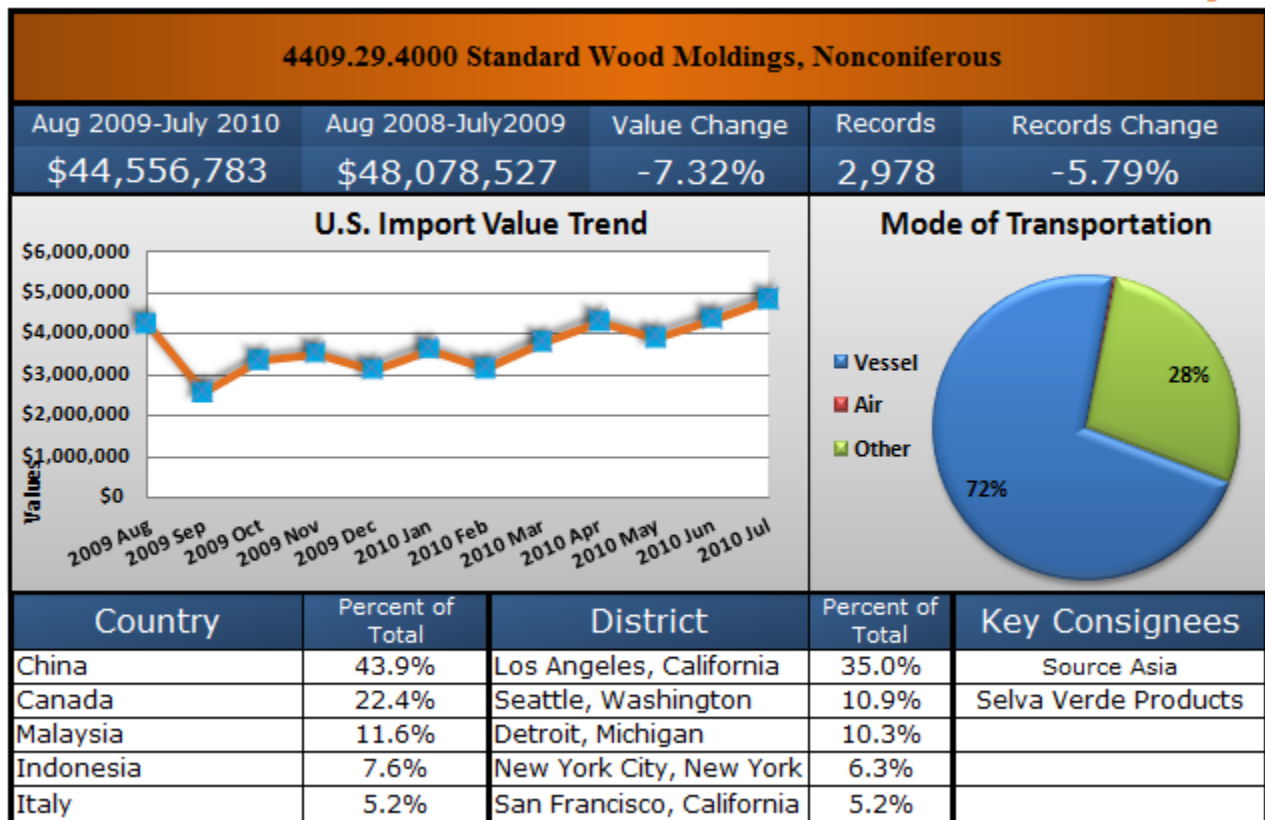 4409.29.4000 Standard Wood Moldings, Nonconiferous
Aug 2009-July 2010 Aug 2008-July2009 Value Change Records Records Change
$44,556,783 $48,078,527 -7.32% 2,978 -5.79%
U.S. Import Value Trend
$6,000,000
$5,000,000
$4,000,000
$3,000,000
$2,000,000
$1,000,000
$0
Values
2009 Aug 2009 Sep 2009 Oct 2009 Nov 2009 Dec 2010 Jan 2010 Feb 2010 Mar 2010 Apr 2010 May 2010 Jun 2010 Jul
Mode of Transportation
Vessel
Air
Other
28%
72%
Country Percent of Total District Percent of Total Key Consignees
China 43.9% Los Angeles, California 35.0% Source Asia
Canada 22.4% Seattle, Washington 10.9% Selva Verde Products
Malaysia 11.6% Detroit, Michigan 10.3%
Indonesia 7.6% New York City, New York 6.3%
Italy 5.2% San Francisco, California 5.2%